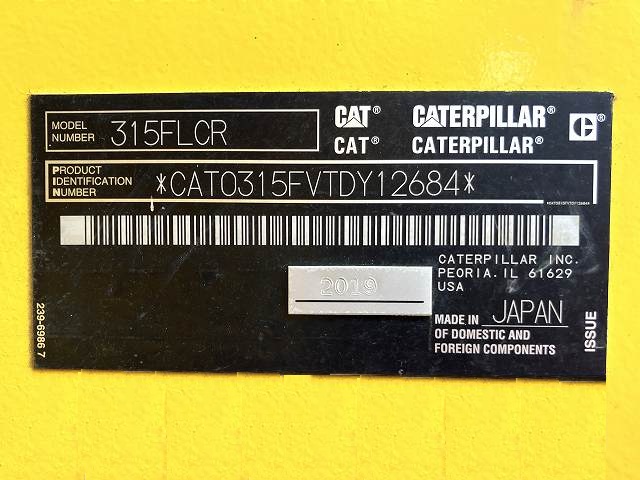 MODEL
NUMBER 315FLCR
CAT® CATERPILLAR®
CAT® CATERPILLAR®
C®
PRODUCT
IDENTIFICATION
NUMBER *CAT0315FVTDY12684*
*CAT0315FVTDY12684*
CATERPILLAR INC.
PEORIA.IL 61629
USA
2019
MADE IN JAPAN
OF DOMESTIC AND
FOREIGN COMPONENTS
ISSUE
239-6986 7